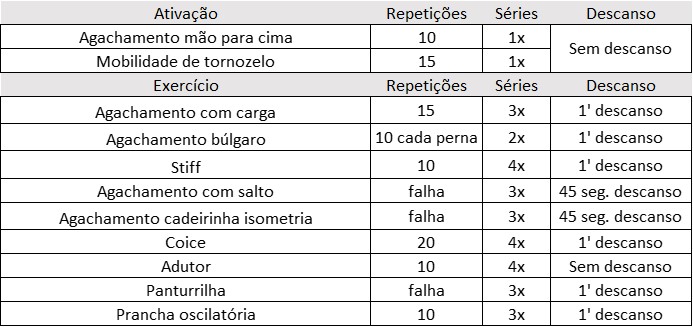 Ativação Repetições Séries Descanso
Agachamento mão para cima 10 1x Sem descanso
Mobilidade de tornozelo 15 1x
Exercício Repetições Séries Descanso
Agachamento com carga 15 3x 1' descanso
Agachamento búlgaro 10 cada perna 2x 1' descanso
Stiff 10 4x 1' descanso
Agachamento com salto falha 3x 45 seg. descanso
Agachamento cadeirinha isometria falha 3x 45 seg. descanso
Coice 20 4x 1' descanso
Adutor 10 4x Sem descanso
Panturrilha falha 3x 1' descanso
Prancha oscilatória 10 3x 1' descanso